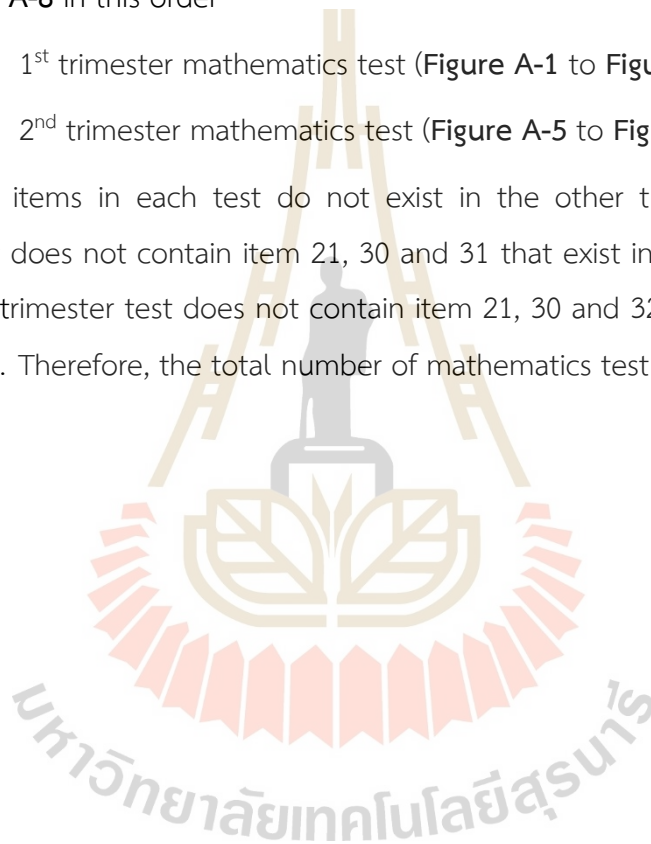 A-8 in this order
1st trimester mathematics test (Figure A-1 to Figu
2nd trimester mathematics test (Figure A-5 to Fig
items in each test do not exist in the other t
does not contain item 21, 30 and 31 that exist in
trimester test does not contain item 21, 30 and 32
. Therefore, the total number of mathematics test
มหาวิทยาลัยเทคโนโลยีสุรนารี